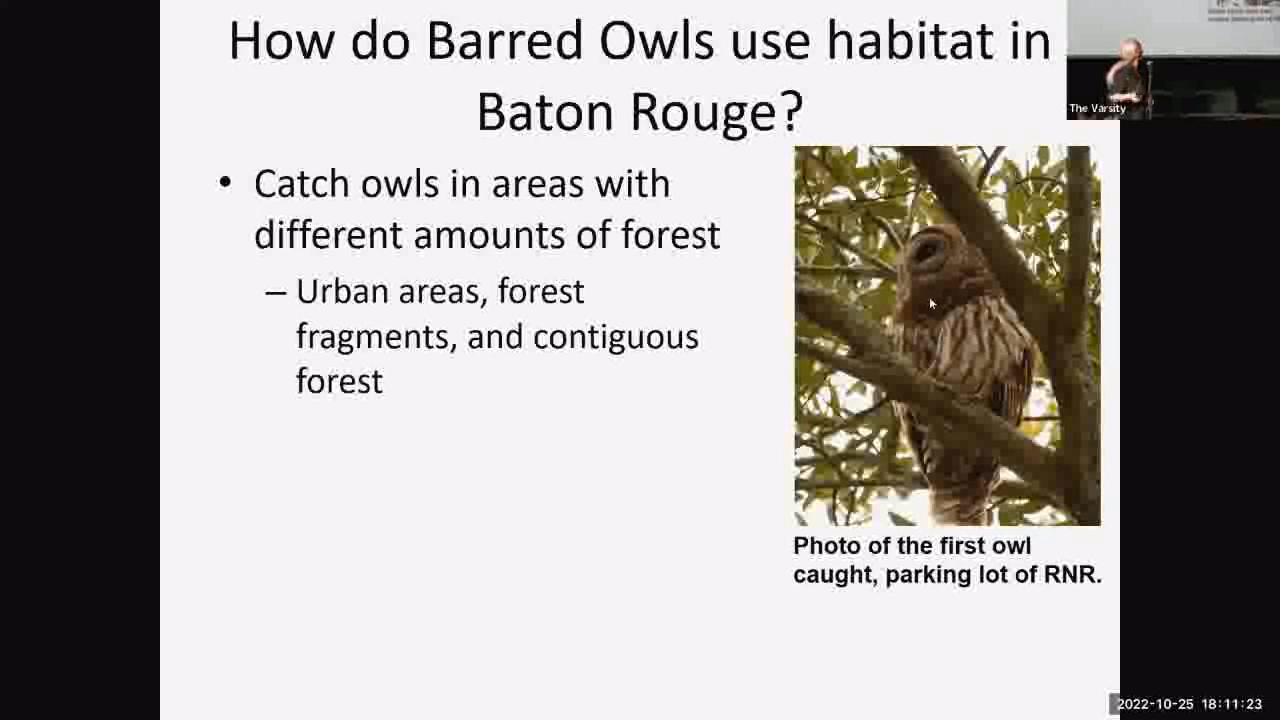 How do Barred Owls use habitat in
Baton Rouge?
The Varsity
• Catch owls in areas with
different amounts of forest
– Urban areas, forest
fragments, and contiguous
forest
Photo of the first owl
caught, parking lot of RNR.
2022-10-25 18:11:23